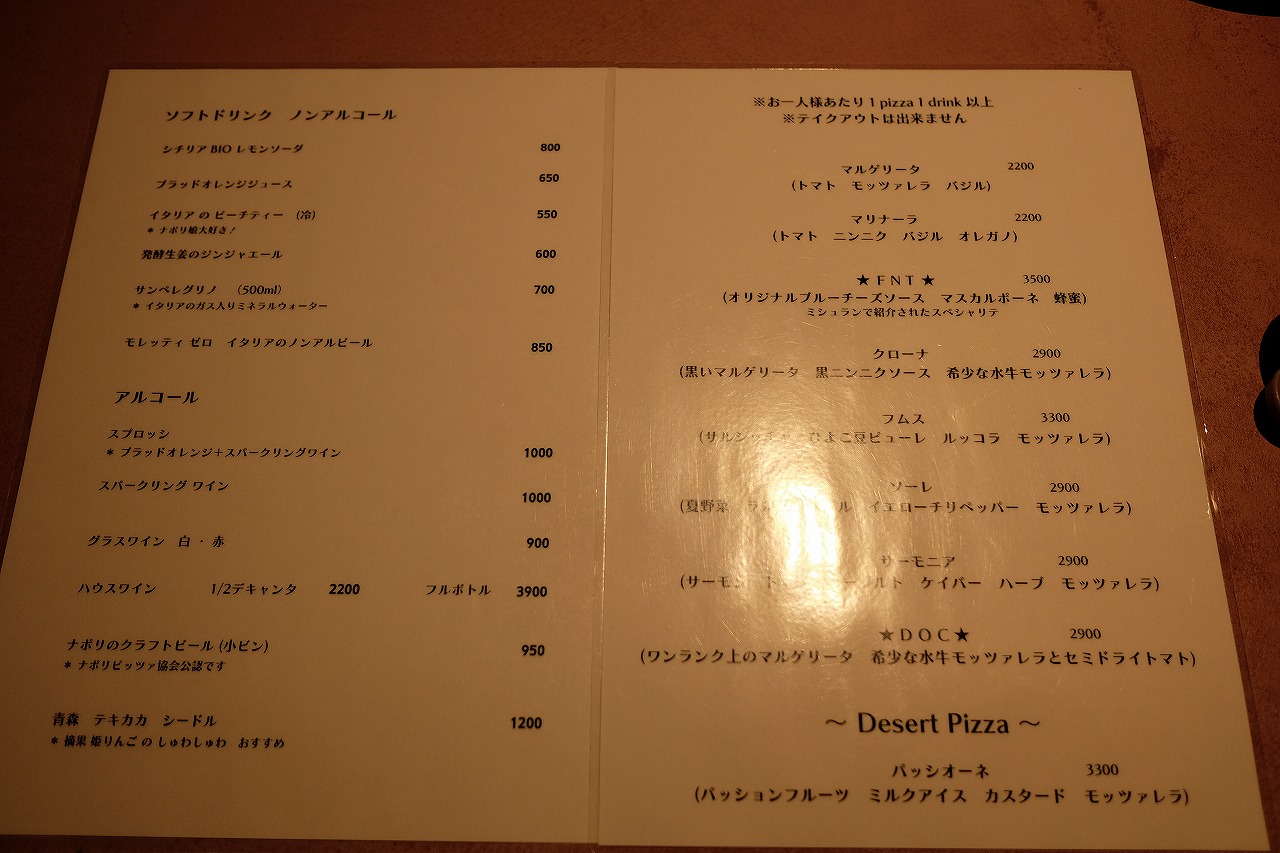 ソフトドリンク ノンアルコール
シチリア BIO レモンソーダ 800
ブラッドオレンジジュース 650
イタリア の ピーチティー (冷) 550
* ナポリ娘大好き!
発酵生姜のジンジャエール 600
サンペレグリノ (500ml) 700
* イタリアのガス入りミネラルウォーター
モレッティ ゼロ イタリアのノンアルビール 850
アルコール
スプロッシ
* ブラッドオレンジ+スパークリングワイン 1000
スパークリング ワイン 1000
グラスワイン 白 ・ 赤 900
ハウスワイン 1/2デキャンタ 2200 フルボトル 3900
ナポリのクラフトビール (小ビン) 950
* ナポリピッツァ協会公認です
青森 テキカカ シードル 1200
* 摘果 姫りんご の しゅわしゅわ おすすめ
※お一人様あたり 1 pizza 1 drink 以上
※テイクアウトは出来ません
マルゲリータ 2200
(トマト モッツァレラ バジル)
マリナーラ 2200
(トマト ニンニク バジル オレガノ)
★ F N T ★ 3500
(オリジナルブルーチーズソース マスカルポーネ 蜂蜜)
ミシュランで紹介されたスペシャリテ
クローナ 2900
(黒いマルゲリータ 黒ニンニクソース 希少な水牛モッツァレラ)
フムス 3300
(サルシッチャ ひよこ豆ピューレ ルッコラ モッツァレラ)
ソーレ 2900
(夏野菜 イエローチリペッパー モッツァレラ)
サーモニア 2900
(サーモン ケイパー ハーブ モッツァレラ)
★ D O C ★ 2900
(ワンランク上のマルゲリータ 希少な水牛モッツァレラとセミドライトマト)
～ Desert Pizza ～
パッシオーネ 3300
(パッションフルーツ ミルクアイス カスタード モッツァレラ)